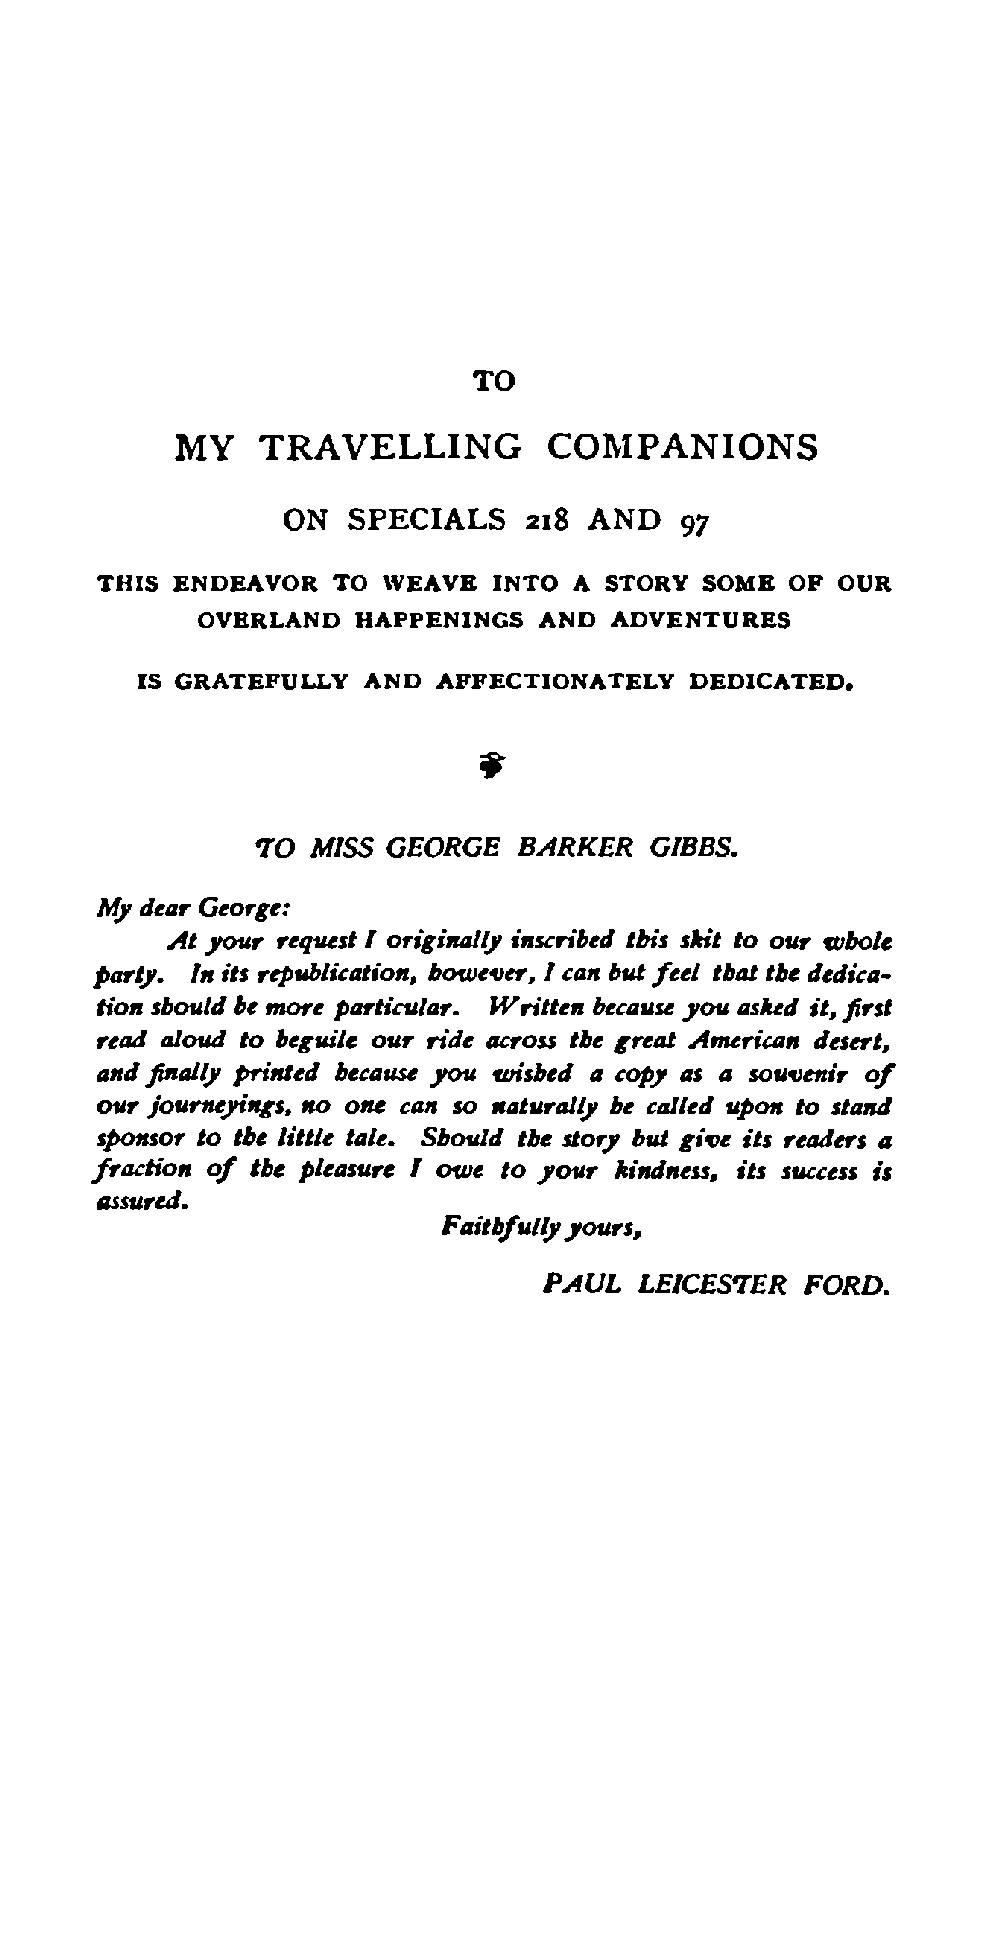 TO
MY TRAVELLING COMPANIONS
ON SPECIALS 218 AND 97
THIS ENDEAVOR TO WEAVE INTO A STORY SOME OF OUR
OVERLAND HAPPENINGS AND ADVENTURES
IS GRATEFULLY AND AFFECTIONATELY DEDICATED.
TO MISS GEORGE BARKER GIBBS.
My dear George:
At your request I originally inscribed this skit to our whole
party. In its republication, however, I can but feel that the dedica-
tion should be more particular. Written because you asked it, first
read aloud to beguile our ride across the great American desert,
and finally printed because you wished a copy as a souvenir of
our journeyings, no one can so naturally be called upon to stand
sponsor to the little tale. Should the story but give its readers a
fraction of the pleasure I owe to your kindness, its success is
assured.
Faithfully yours,
PAUL LEICESTER FORD.